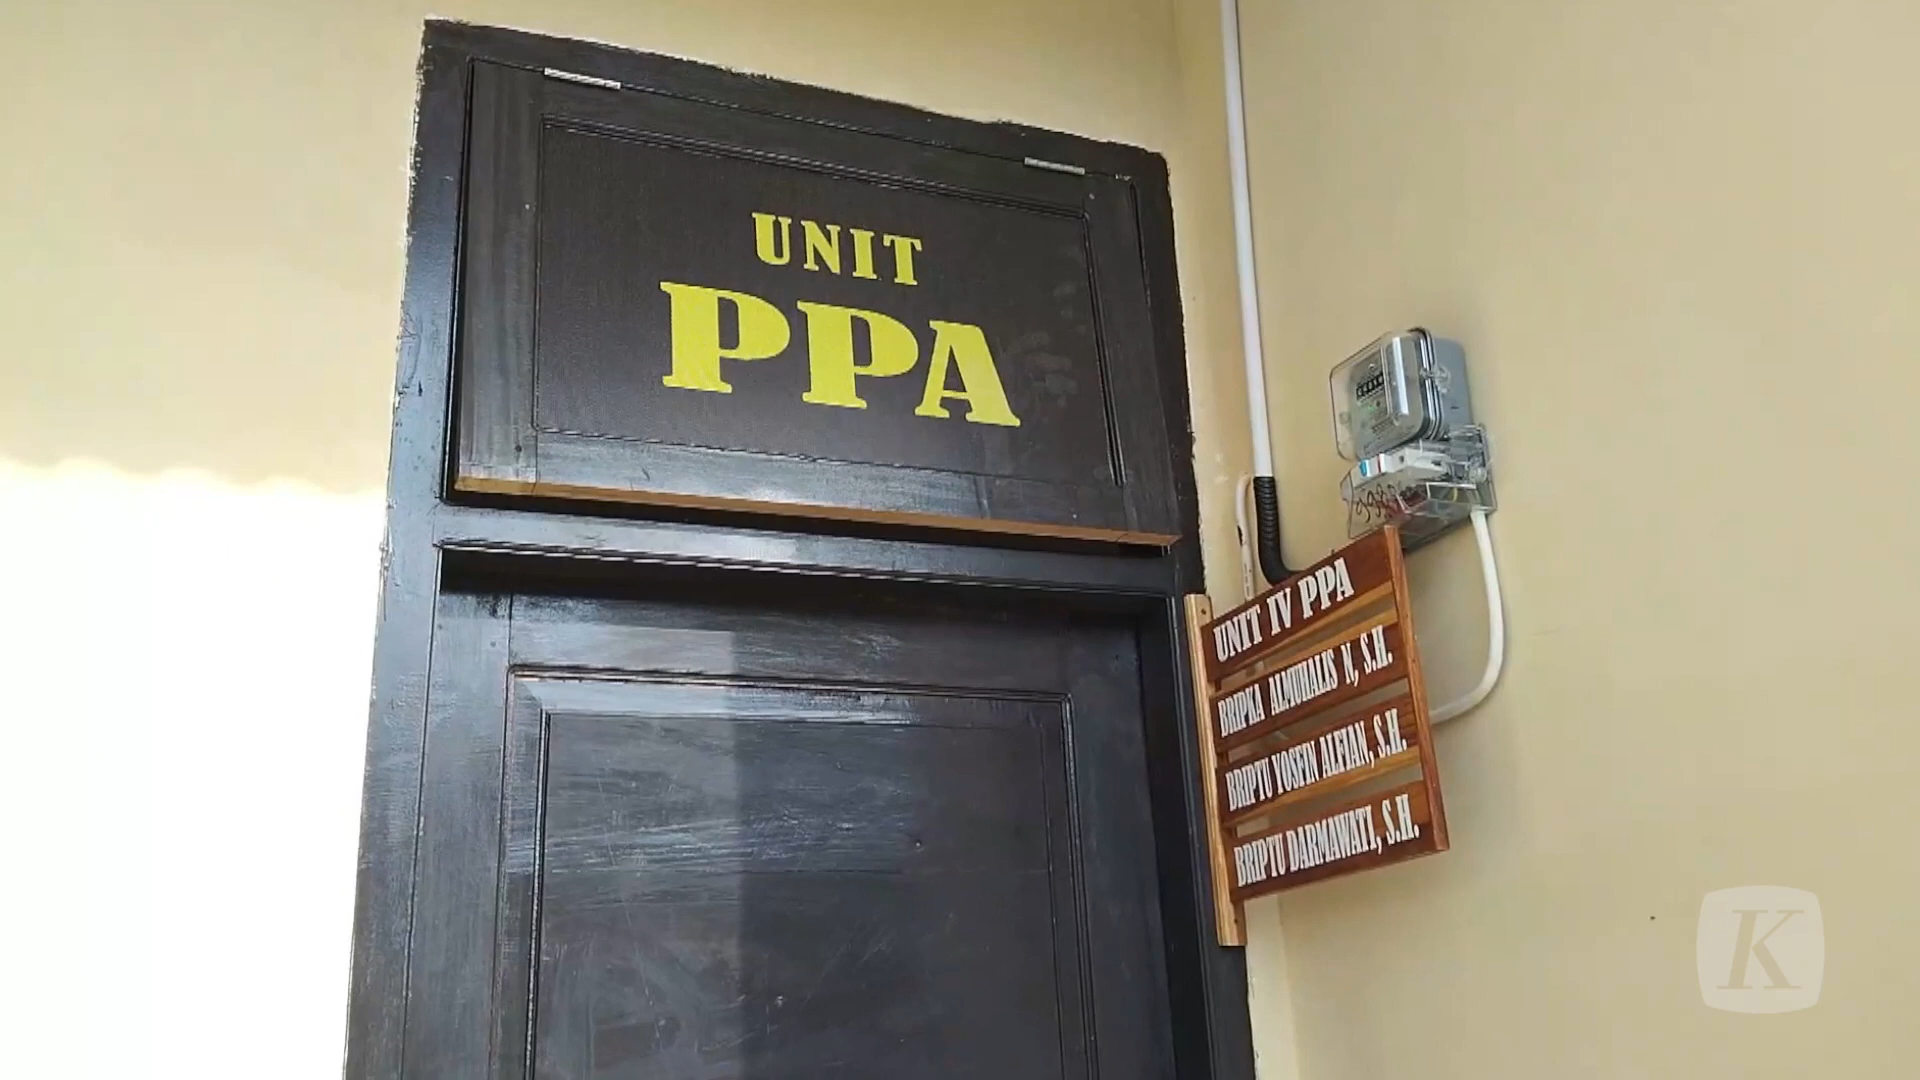 UNIT
PPA
UNIT IV PPA
BRIPKA ALMUHALIS N, S.H.
BRIPTU YOSFIN ALFIAN, S.H.
BRIPTU DARMAWATI, S.H.
K